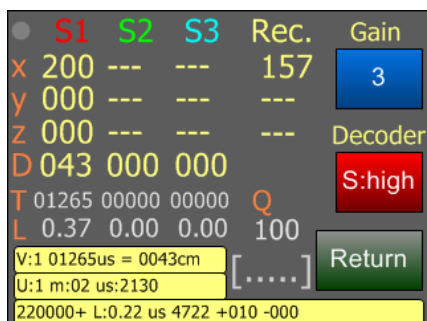 S1 S2 S3 Rec. Gain
x 200 --- --- 157 3
y 000 --- --- ---
z 000 --- --- --- Decoder
D 043 000 000 S:high
T 01265 00000 00000 Q
L 0.37 0.00 0.00 100
V:1 01265us = 0043cm [.....] Return
U:1 m:02 us:2130
220000+ L:0.22 us 4722 +010 -000